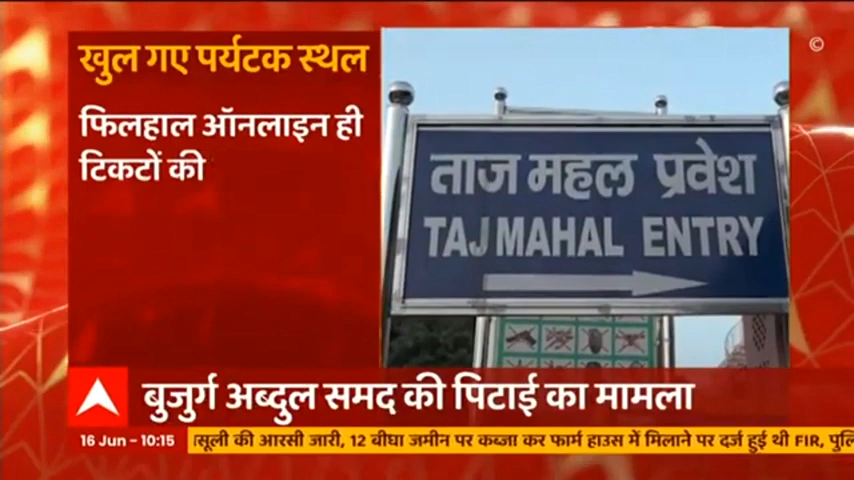 खुल गए पर्यटक स्थल
©
फिलहाल ऑनलाइन ही
टिकटों की
ताज महल प्रवेश
TAJ MAHAL ENTRY
बुजुर्ग अब्दुल समद की पिटाई का मामला
16 Jun - 10:15
सूली की आरसी जारी, 12 बीघा जमीन पर कब्जा कर फार्म हाउस में मिलाने पर दर्ज हुई थी FIR, पुलि